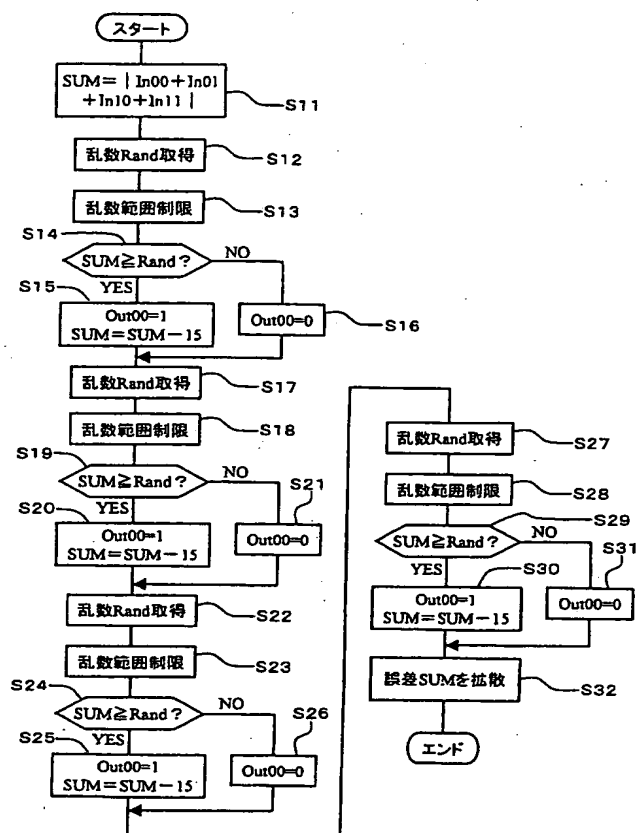 スタート
SUM=|In00+In01
+In10+In11|
S11
乱数Rand取得
S12
乱数範囲制限
S13
S14
SUM≧Rand?
NO
YES
S15
Out00=1
SUM=SUM-15
Out00=0
S16
乱数Rand取得
S17
乱数範囲制限
S18
S19
SUM≧Rand?
NO
YES
S20
S21
Out00=1
SUM=SUM-15
Out00=0
乱数Rand取得
S22
乱数範囲制限
S23
S24
SUM≧Rand?
NO
YES
S25
S26
Out00=1
SUM=SUM-15
Out00=0
乱数Rand取得
S27
乱数範囲制限
S28
S29
SUM≧Rand?
NO
YES
S30
S31
Out00=1
SUM=SUM-15
Out00=0
誤差SUMを拡散
S32
エンド